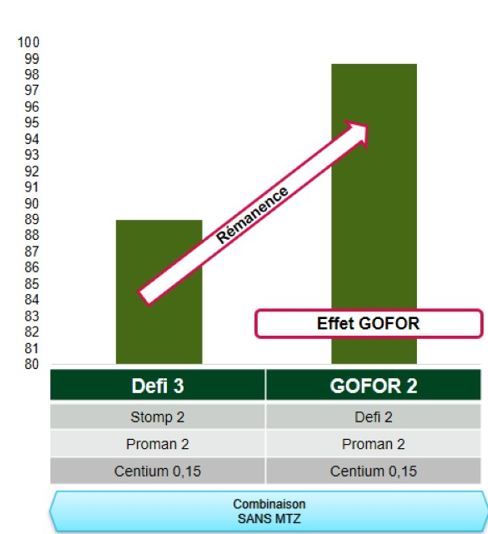 100
99
98
97
96
95
94
93
92
91
90
89
88
87
86
85
84
83
82
81
80
Rémanence
Effet GOFOR
Defi 3 GOFOR 2
Stomp 2 Defi 2
Proman 2 Proman 2
Centium 0,15 Centium 0,15
Combinaison
SANS MTZ